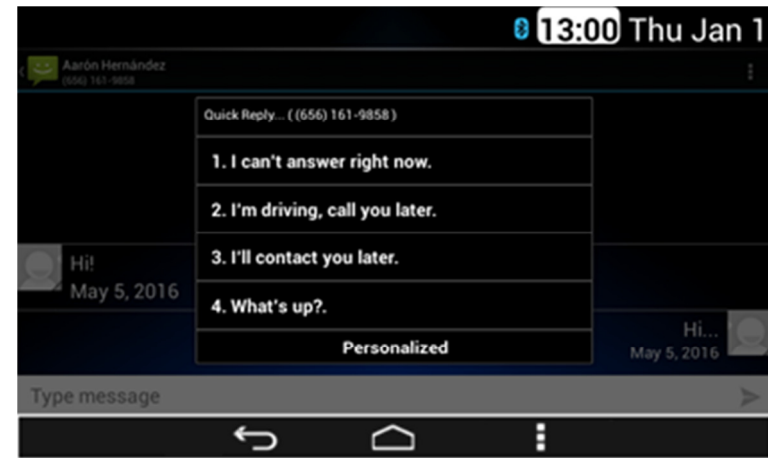 13:00 Thu Jan 1
Aarón Hernández
(656) 161-9858
Quick Reply... ( (656) 161-9858 )
1. I can't answer right now.
2. I'm driving, call you later.
3. I'll contact you later.
4. What's up?.
Personalized
Hi!
May 5, 2016
Hi...
May 5, 2016
Type message